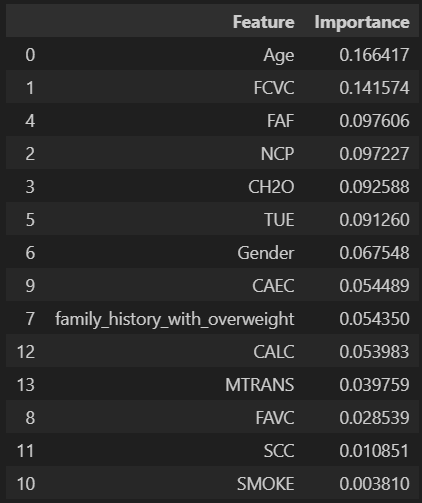 Feature Importance
0 Age 0.166417
1 FCVC 0.141574
4 FAF 0.097606
2 NCP 0.097227
3 CH2O 0.092588
5 TUE 0.091260
6 Gender 0.067548
9 CAEC 0.054489
7 family_history_with_overweight 0.054350
12 CALC 0.053983
13 MTRANS 0.039759
8 FAVC 0.028539
11 SCC 0.010851
10 SMOKE 0.003810